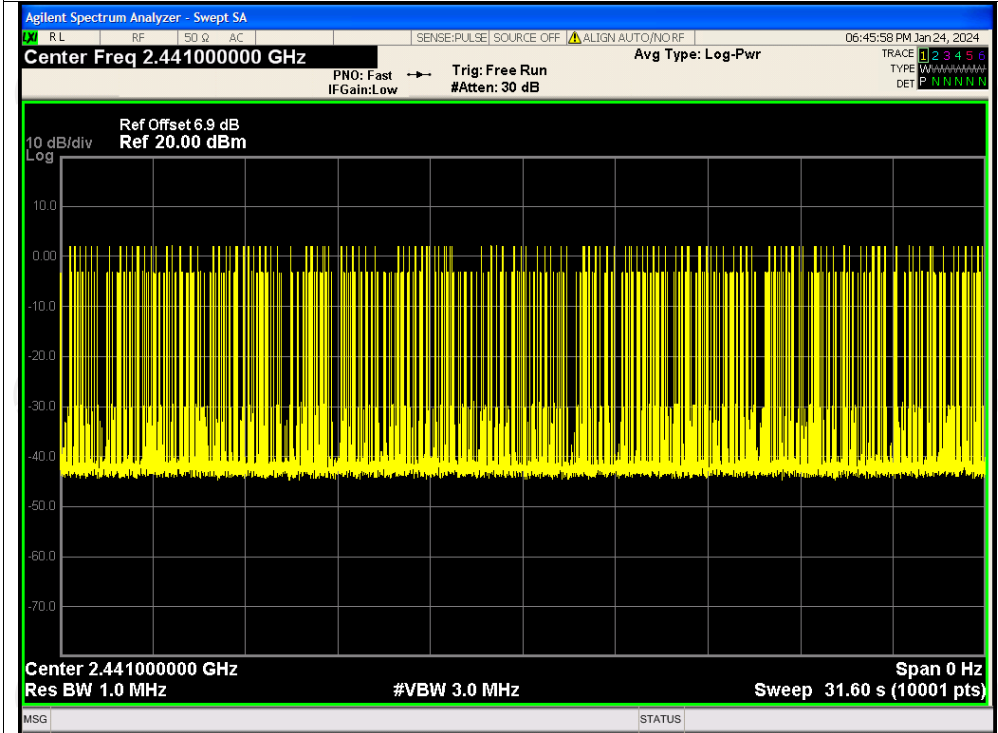 Agilent Spectrum Analyzer - Swept SA
LXI RL RF 50 Ω AC SENSE:PULSE SOURCE OFF ALIGN AUTO/NO RF 06:45:58 PM Jan 24, 2024
Center Freq 2.441000000 GHz
Avg Type: Log-Pwr
TRACE 1 2 3 4 5 6
TYPE W
DET P N N N N N
PNO: Fast Trig: Free Run
IFGain:Low #Atten: 30 dB
Ref Offset 6.9 dB
10 dB/div Ref 20.00 dBm
Log
10.0
0.00
-10.0
-20.0
-30.0
-40.0
-50.0
-60.0
-70.0
Center 2.441000000 GHz Span 0 Hz
Res BW 1.0 MHz #VBW 3.0 MHz Sweep 31.60 s (10001 pts)
MSG STATUS